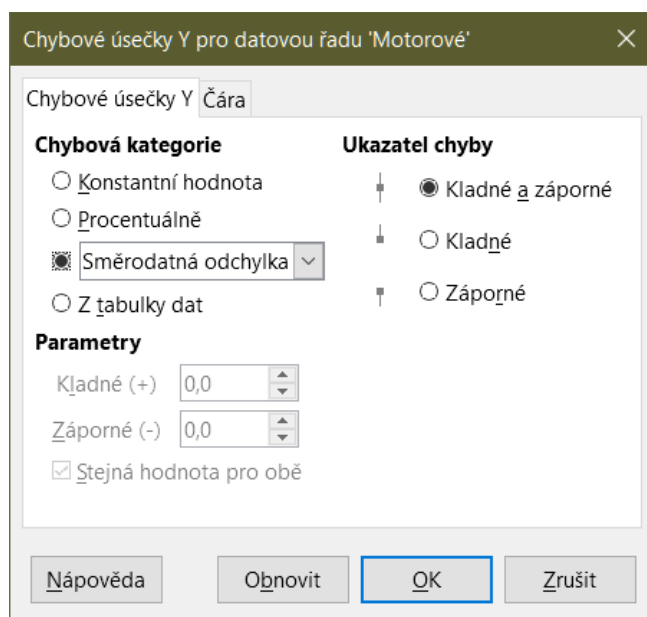 Chybové úsečky Y pro datovou řadu 'Motorové'
Chybové úsečky Y
Čára
Chybová kategorie
Konstantní hodnota
Procentuálně
Směrodatná odchylka
Z tabulky dat
Ukazatel chyby
Kladné a záporné
Kladné
Záporné
Parametry
Kladné (+) 0,0
Záporné (-) 0,0
Stejná hodnota pro obě
Nápověda
Obnovit
OK
Zrušit